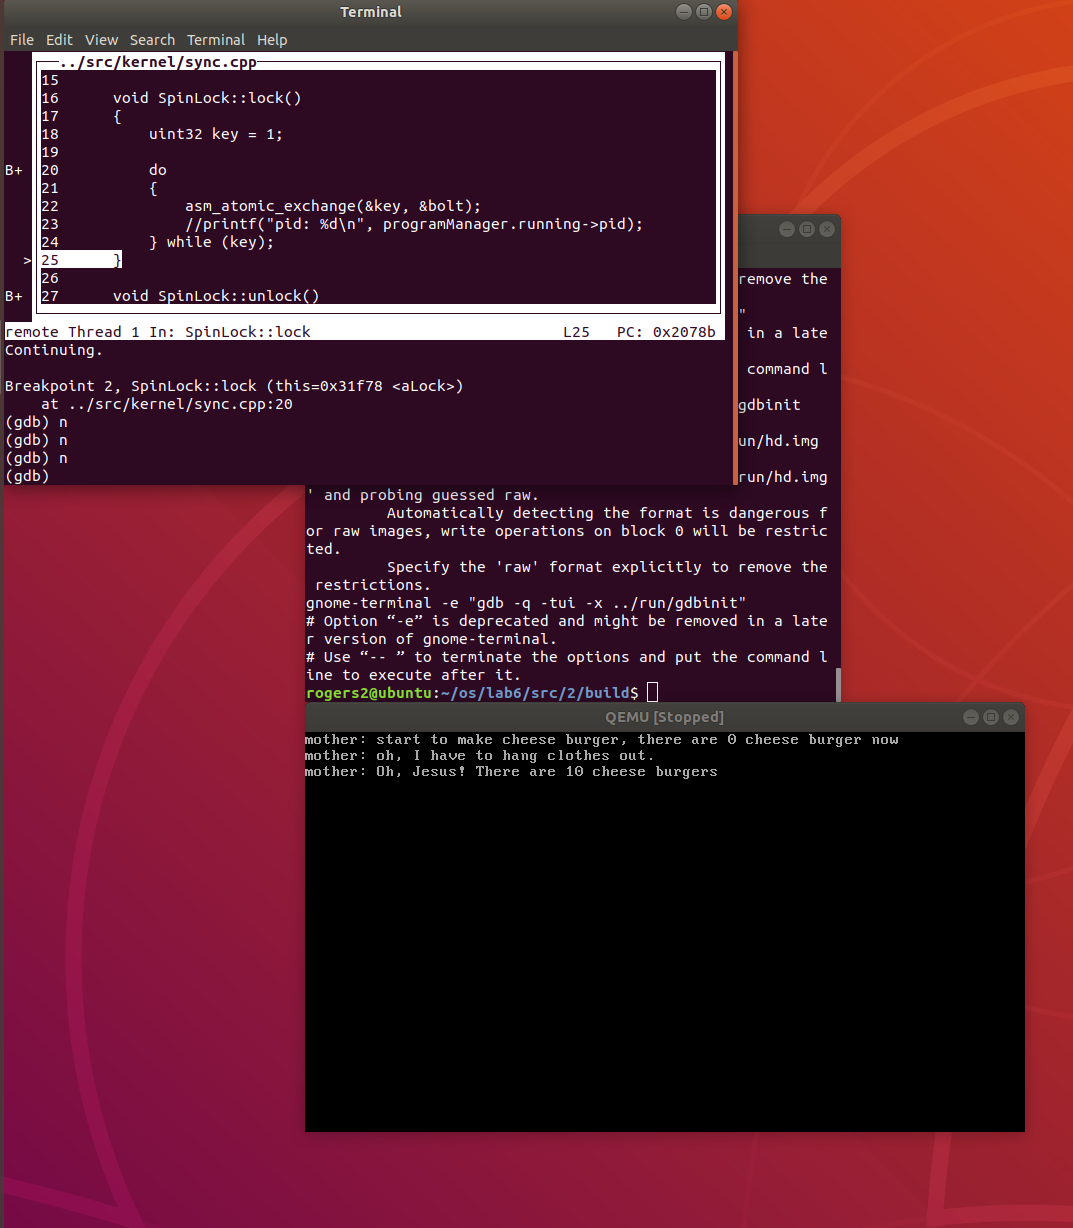 Terminal
File Edit View Search Terminal Help
../src/kernel/sync.cpp
15
16 void SpinLock::lock()
17 {
18 uint32 key = 1;
19
B+ 20 do
21 {
22 asm_atomic_exchange(&key, &bolt);
23 //printf("pid: %d\n", programManager.running->pid);
24 } while (key);
> 25 }
26
B+ 27 void SpinLock::unlock()
remote Thread 1 In: SpinLock::lock L25 PC: 0x2078b
Continuing.
Breakpoint 2, SpinLock::lock (this=0x31f78 <aLock>)
at ../src/kernel/sync.cpp:20
(gdb) n
(gdb) n
(gdb) n
(gdb)
remove the
"
in a late
command l
gdbinit
un/hd.img
run/hd.img
' and probing guessed raw.
Automatically detecting the format is dangerous f
or raw images, write operations on block 0 will be restric
ted.
Specify the 'raw' format explicitly to remove the
restrictions.
gnome-terminal -e "gdb -q -tui -x ../run/gdbinit"
# Option “-e” is deprecated and might be removed in a late
r version of gnome-terminal.
# Use “-- ” to terminate the options and put the command l
ine to execute after it.
rogers2@ubuntu:~/os/lab6/src/2/build$
QEMU [Stopped]
mother: start to make cheese burger, there are 0 cheese burger now
mother: oh, I have to hang clothes out.
mother: Oh, Jesus! There are 10 cheese burgers